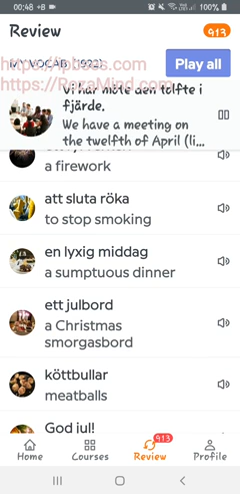 00:48 +B
100%
Review
913
MY VOCAB (1922)
Play all
Vi har möte den tolfte i
fjärde.
We have a meeting on
the twelfth of April (li...
a firework
att sluta röka
to stop smoking
en lyxig middag
a sumptuous dinner
ett julbord
a Christmas
smorgasbord
köttbullar
meatballs
God jul!
913
Home
Courses
Review
Profile